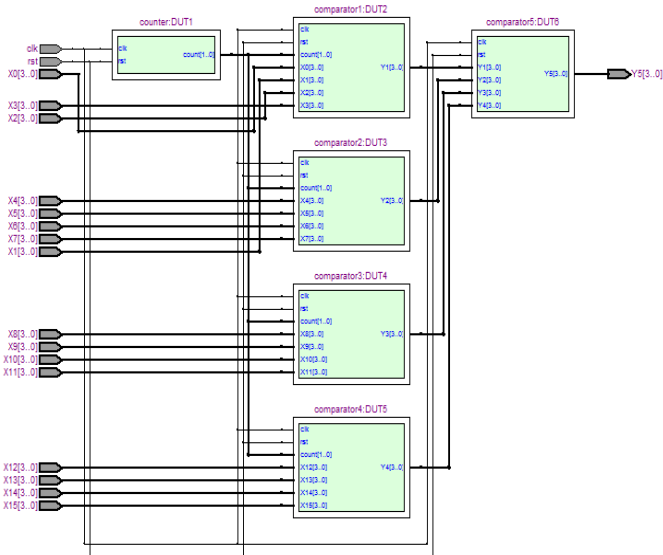 counter:DUT1
clk
rst
count[1..0]
comparator1:DUT2
clk
rst
count[1..0]
X0[3..0]
X1[3..0]
X2[3..0]
X3[3..0]
Y1[3..0]
comparator5:DUT6
clk
rst
Y1[3..0]
Y2[3..0]
Y3[3..0]
Y4[3..0]
Y5[3..0]
Y5[3..0]
clk
rst
X0[3..0]
X3[3..0]
X2[3..0]
comparator2:DUT3
clk
rst
count[1..0]
X4[3..0]
X5[3..0]
X6[3..0]
X7[3..0]
Y2[3..0]
X4[3..0]
X5[3..0]
X6[3..0]
X7[3..0]
X1[3..0]
comparator3:DUT4
clk
rst
count[1..0]
X8[3..0]
X9[3..0]
X10[3..0]
X11[3..0]
Y3[3..0]
X8[3..0]
X9[3..0]
X10[3..0]
X11[3..0]
comparator4:DUT5
clk
rst
count[1..0]
X12[3..0]
X13[3..0]
X14[3..0]
X15[3..0]
Y4[3..0]
X12[3..0]
X13[3..0]
X14[3..0]
X15[3..0]